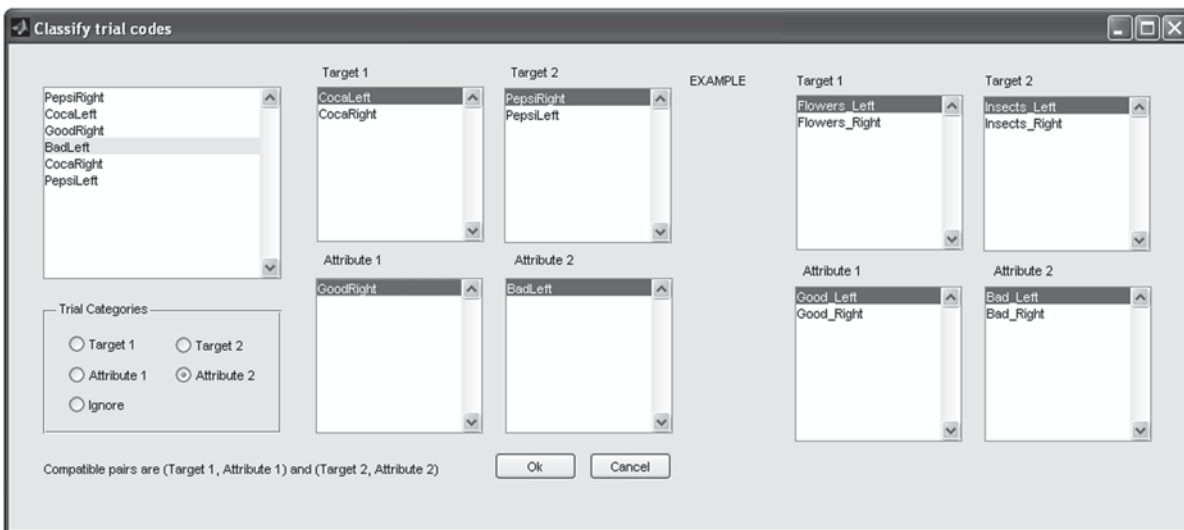 Classify trial codes
PepsiRight
CocaLeft
GoodRight
BadLeft
CocaRight
PepsiLeft
Trial Categories
Target 1
Target 2
Attribute 1
Attribute 2
Ignore
Compatible pairs are (Target 1, Attribute 1) and (Target 2, Attribute 2)
Target 1
CocaLeft
CocaRight
Target 2
PepsiRight
PepsiLeft
Attribute 1
GoodRight
Attribute 2
BadLeft
Ok
Cancel
EXAMPLE
Target 1
Flowers_Left
Flowers_Right
Target 2
Insects_Left
Insects_Right
Attribute 1
Good_Left
Good_Right
Attribute 2
Bad_Left
Bad_Right